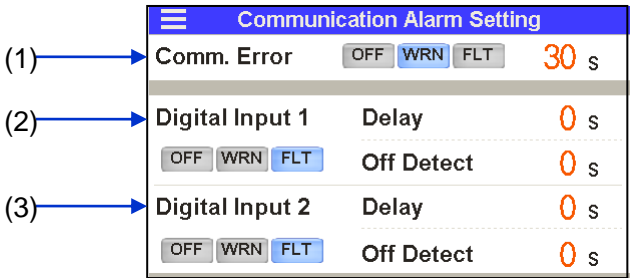 Communication Alarm Setting
(1) Comm. Error OFF WRN FLT 30 s
(2) Digital Input 1 Delay 0 s
OFF WRN FLT Off Detect 0 s
(3) Digital Input 2 Delay 0 s
OFF WRN FLT Off Detect 0 s